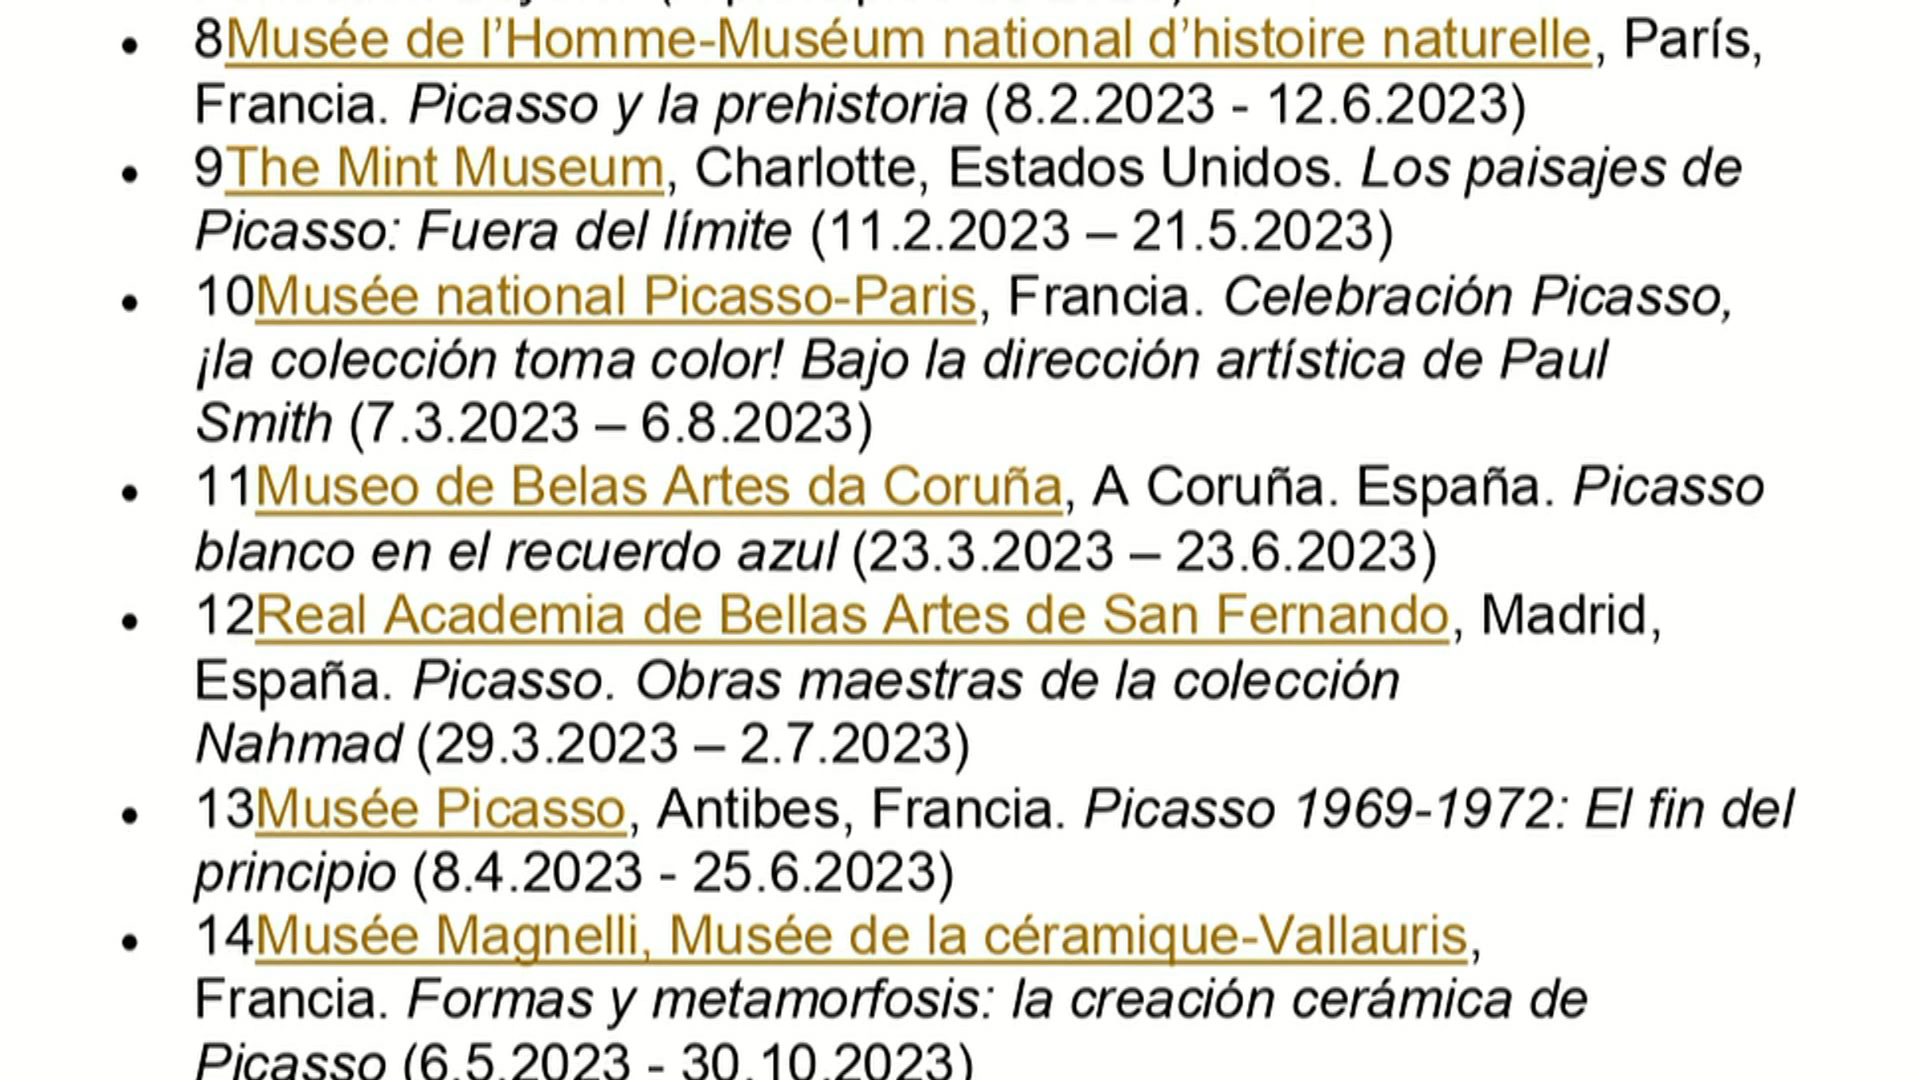 8Musée de l’Homme-Muséum national d’histoire naturelle, París,
Francia. Picasso y la prehistoria (8.2.2023 - 12.6.2023)
9The Mint Museum, Charlotte, Estados Unidos. Los paisajes de
Picasso: Fuera del límite (11.2.2023 – 21.5.2023)
10Musée national Picasso-Paris, Francia. Celebración Picasso,
¡la colección toma color! Bajo la dirección artística de Paul
Smith (7.3.2023 – 6.8.2023)
11Museo de Belas Artes da Coruña, A Coruña. España. Picasso
blanco en el recuerdo azul (23.3.2023 – 23.6.2023)
12Real Academia de Bellas Artes de San Fernando, Madrid,
España. Picasso. Obras maestras de la colección
Nahmad (29.3.2023 – 2.7.2023)
13Musée Picasso, Antibes, Francia. Picasso 1969-1972: El fin del
principio (8.4.2023 - 25.6.2023)
14Musée Magnelli, Musée de la céramique-Vallauris,
Francia. Formas y metamorfosis: la creación cerámica de
Picasso (6.5.2023 - 30.10.2023)